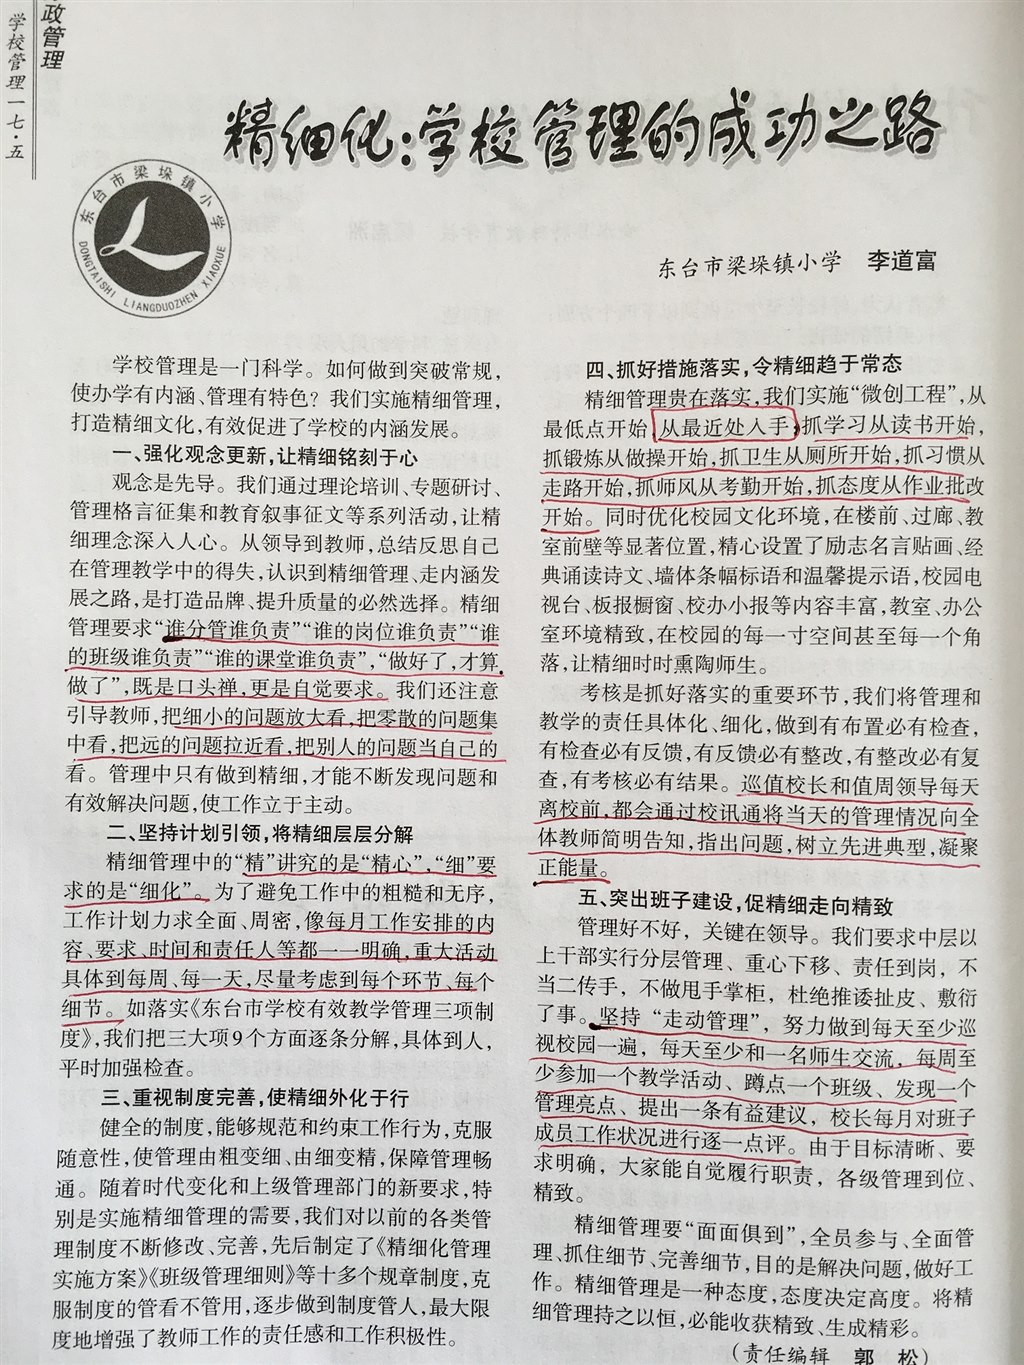 政管理
学校管理一七·五
精细化:学校管理的成功之路
东台市梁垛镇小学
DONGTAISHI LIANGDUOZHEN XIAOXUE
东台市梁垛镇小学 李道富
学校管理是一门科学。如何做到突破常规,
使办学有内涵、管理有特色?我们实施精细管理,
打造精细文化,有效促进了学校的内涵发展。
一、强化观念更新,让精细铭刻于心
观念是先导。我们通过理论培训、专题研讨、
管理格言征集和教育叙事征文等系列活动,让精
细理念深入人心。从领导到教师,总结反思自己
在管理教学中的得失,认识到精细管理、走内涵发
展之路,是打造品牌、提升质量的必然选择。精细
管理要求“谁分管谁负责”“谁的岗位谁负责”“谁
的班级谁负责”“谁的课堂谁负责”,“做好了,才算
做了”,既是口头禅,更是自觉要求。我们还注意
引导教师,把细小的问题放大看,把零散的问题集
中看,把远的问题拉近看,把别人的问题当自己的
看。管理中只有做到精细,才能不断发现问题和
有效解决问题,使工作立于主动。
二、坚持计划引领,将精细层层分解
精细管理中的“精”讲究的是“精心”,“细”要
求的是“细化”。为了避免工作中的粗糙和无序,
工作计划力求全面、周密,像每月工作安排的内
容、要求、时间和责任人等都一一明确,重大活动
具体到每周、每一天,尽量考虑到每个环节、每个
细节。如落实《东台市学校有效教学管理三项制
度》,我们把三大项9个方面逐条分解,具体到人,
平时加强检查。
三、重视制度完善,使精细外化于行
健全的制度,能够规范和约束工作行为,克服
随意性,使管理由粗变细、由细变精,保障管理畅
通。随着时代变化和上级管理部门的新要求,特
别是实施精细管理的需要,我们对以前的各类管
理制度不断修改、完善,先后制定了《精细化管理
实施方案》《班级管理细则》等十多个规章制度,克
服制度的管看不管用,逐步做到制度管人,最大限
度地增强了教师工作的责任感和工作积极性。
四、抓好措施落实,令精细趋于常态
精细管理贵在落实,我们实施“微创工程”,从
最低点开始,从最近处入手,抓学习从读书开始,
抓锻炼从做操开始,抓卫生从厕所开始,抓习惯从
走路开始,抓师风从考勤开始,抓态度从作业批改
开始。同时优化校园文化环境,在楼前、过廊、教
室前壁等显著位置,精心设置了励志名言贴画、经
典诵读诗文、墙体条幅标语和温馨提示语,校园电
视台、板报橱窗、校办小报等内容丰富,教室、办公
室环境精致,在校园的每一寸空间甚至每一个角
落,让精细时时熏陶师生。
考核是抓好落实的重要环节,我们将管理和
教学的责任具体化、细化,做到有布置必有检查,
有检查必有反馈,有反馈必有整改,有整改必有复
查,有考核必有结果。巡值校长和值周领导每天
离校前,都会通过校讯通将当天的管理情况向全
体教师简明告知,指出问题,树立先进典型,凝聚
正能量。
五、突出班子建设,促精细走向精致
管理好不好,关键在领导。我们要求中层以
上干部实行分层管理、重心下移、责任到岗,不
当二传手,不做甩手掌柜,杜绝推诿扯皮、敷衍
了事。坚持“走动管理”,努力做到每天至少巡
视校园一遍,每天至少和一名师生交流,每周至
少参加一个教学活动、蹲点一个班级、发现一个
管理亮点、提出一条有益建议,校长每月对班子
成员工作状况进行逐一点评。由于目标清晰、要
求明确,大家能自觉履行职责,各级管理到位、
精致。
精细管理要“面面俱到”,全员参与、全面管
理、抓住细节、完善细节,目的是解决问题,做好工
作。精细管理是一种态度,态度决定高度。将精
细管理持之以恒,必能收获精致、生成精彩。
(责任编辑 郭 松)